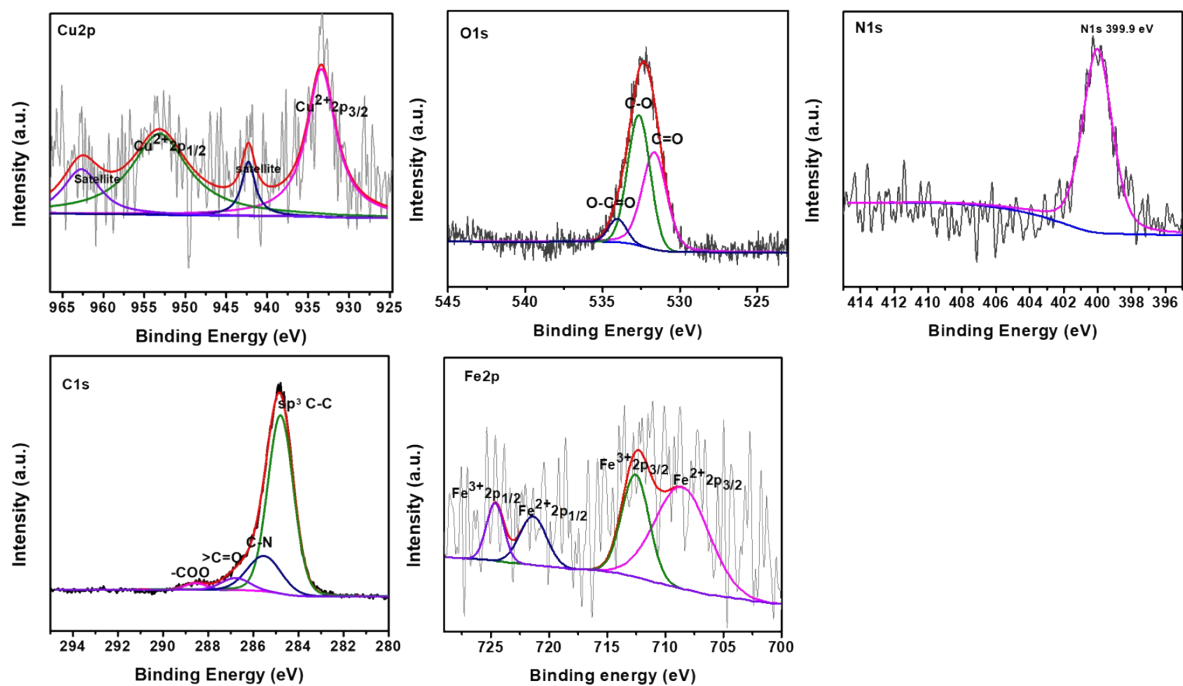 Cu2p
Cu²⁺2p₃/₂
Cu²⁺2p₁/₂
satellite
Satellite
Intensity (a.u.)
965 960 955 950 945 940 935 930 925
Binding Energy (eV)
O1s
C-O
C=O
O-C=O
Intensity (a.u.)
545 540 535 530 525
Binding Energy (eV)
N1s
N1s 399.9 eV
Intensity (a.u.)
414 412 410 408 406 404 402 400 398 396
Binding Energy (eV)
C1s
sp³ C-C
C-N
>C=O
-COO
Intensity (a.u.)
294 292 290 288 286 284 282 280
Binding Energy (eV)
Fe2p
Fe³⁺2p₃/₂
Fe²⁺2p₃/₂
Fe³⁺2p₁/₂
Fe²⁺2p₁/₂
Intensity (a.u.)
725 720 715 710 705 700
Binding energy (eV)